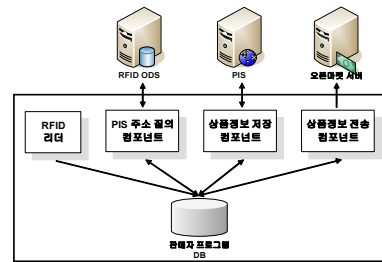 RFID ODS
PIS
오픈마켓 서버
RFID
리더
PIS 주소 질의
컴포넌트
상품정보 저장
컴포넌트
상품정보 전송
컴포넌트
판매자 프로그램
DB